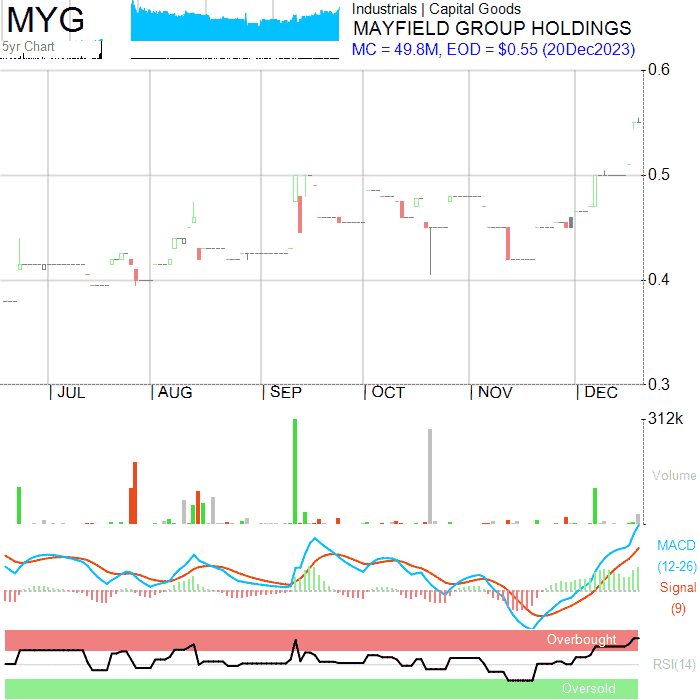 MYG
5yr Chart
Industrials | Capital Goods
MAYFIELD GROUP HOLDINGS
MC = 49.8M, EOD = $0.55 (20Dec2023)
0.6
0.5
0.4
0.3
JUL AUG SEP OCT NOV DEC
312k
Volume
MACD
(12-26)
Signal
(9)
Overbought
RSI(14)
Oversold